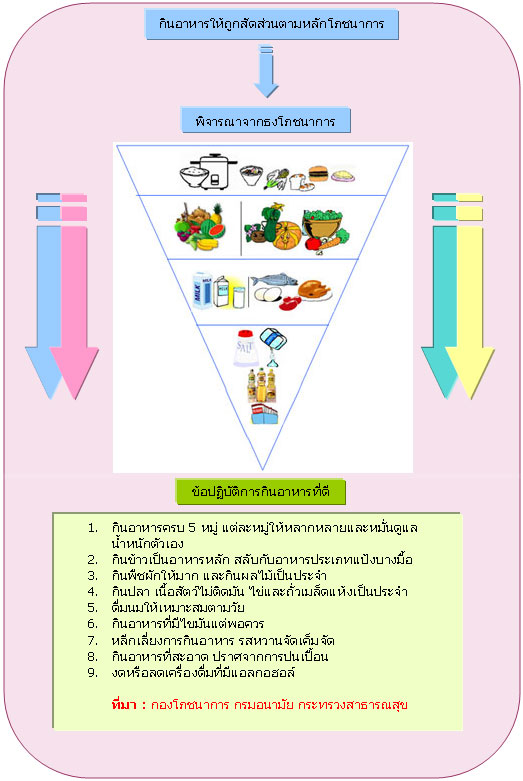 กินอาหารให้ถูกสัดส่วนตามหลักโภชนาการ
พิจารณาจากธงโภชนาการ
MILK
MILK
SALT
ข้อปฏิบัติการกินอาหารที่ดี
1. กินอาหารครบ 5 หมู่ แต่ละหมู่ให้หลากหลายและหมั่นดูแล
น้ำหนักตัวเอง
2. กินข้าวเป็นอาหารหลัก สลับกับอาหารประเภทแป้งบางมื้อ
3. กินพืชผักให้มาก และกินผลไม้เป็นประจำ
4. กินปลา เนื้อสัตว์ไม่ติดมัน ไข่และถั่วเมล็ดแห้งเป็นประจำ
5. ดื่มนมให้เหมาะสมตามวัย
6. กินอาหารที่มีไขมันแต่พอควร
7. หลีกเลี่ยงการกินอาหาร รสหวานจัดเค็มจัด
8. กินอาหารที่สะอาด ปราศจากการปนเปื้อน
9. งดหรือลดเครื่องดื่มที่มีแอลกอฮอล์
ที่มา : กองโภชนาการ กรมอนามัย กระทรวงสาธารณสุข